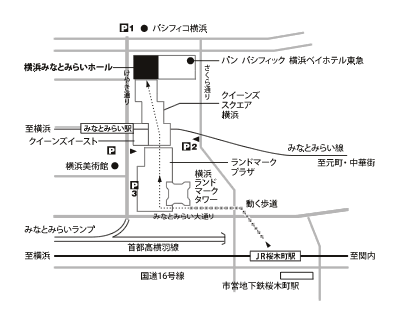 P1 ● パシフィコ横浜
横浜みなとみらいホール
パン パシフィック 横浜ベイホテル東急
けやき通り
さくら通り
クイーンズ
スクエア
横浜
至横浜
みなとみらい駅
クイーンズイースト
P2
みなとみらい線
至元町・中華街
P
横浜美術館
ランドマーク
プラザ
P3
横浜
ランド
マーク
タワー
動く歩道
みなとみらい大通り
みなとみらいランプ
首都高横羽線
至横浜
JR桜木町駅
至関内
国道16号線
市営地下鉄桜木町駅